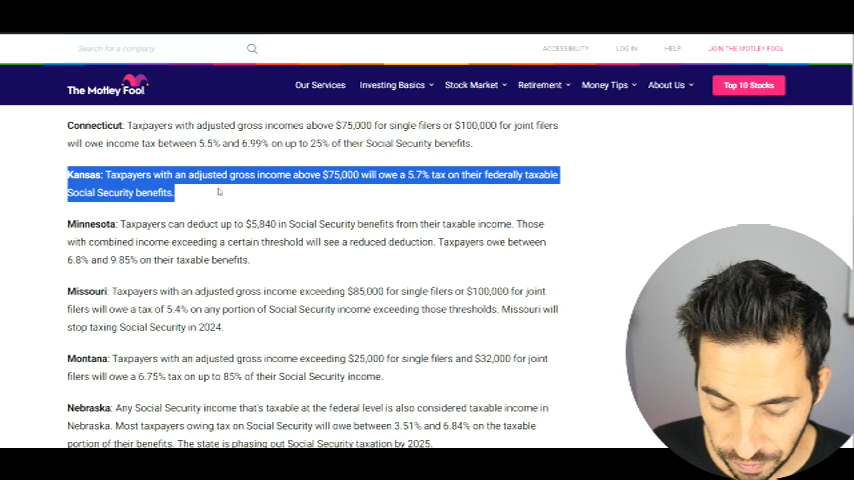 Search for a company
ACCESSIBILITY LOG IN HELP JOIN THE MOTLEY FOOL
The Motley Fool
Our Services Investing Basics Stock Market Retirement Money Tips About Us Top 10 Stocks
Connecticut: Taxpayers with adjusted gross incomes above $75,000 for single filers or $100,000 for joint filers
will owe income tax between 5.5% and 6.99% on up to 25% of their Social Security benefits.
Kansas: Taxpayers with an adjusted gross income above $75,000 will owe a 5.7% tax on their federally taxable
Social Security benefits.
Minnesota: Taxpayers can deduct up to $5,840 in Social Security benefits from their taxable income. Those
with combined income exceeding a certain threshold will see a reduced deduction. Taxpayers owe between
6.8% and 9.85% on their taxable benefits.
Missouri: Taxpayers with an adjusted gross income exceeding $85,000 for single filers or $100,000 for joint
filers will owe a tax of 5.4% on any portion of Social Security income exceeding those thresholds. Missouri will
stop taxing Social Security in 2024.
Montana: Taxpayers with an adjusted gross income exceeding $25,000 for single filers and $32,000 for joint
filers will owe a 6.75% tax on up to 85% of their Social Security income.
Nebraska: Any Social Security income that's taxable at the federal level is also considered taxable income in
Nebraska. Most taxpayers owing tax on Social Security will owe between 3.51% and 6.84% on the taxable
portion of their benefits. The state is phasing out Social Security taxation by 2025.